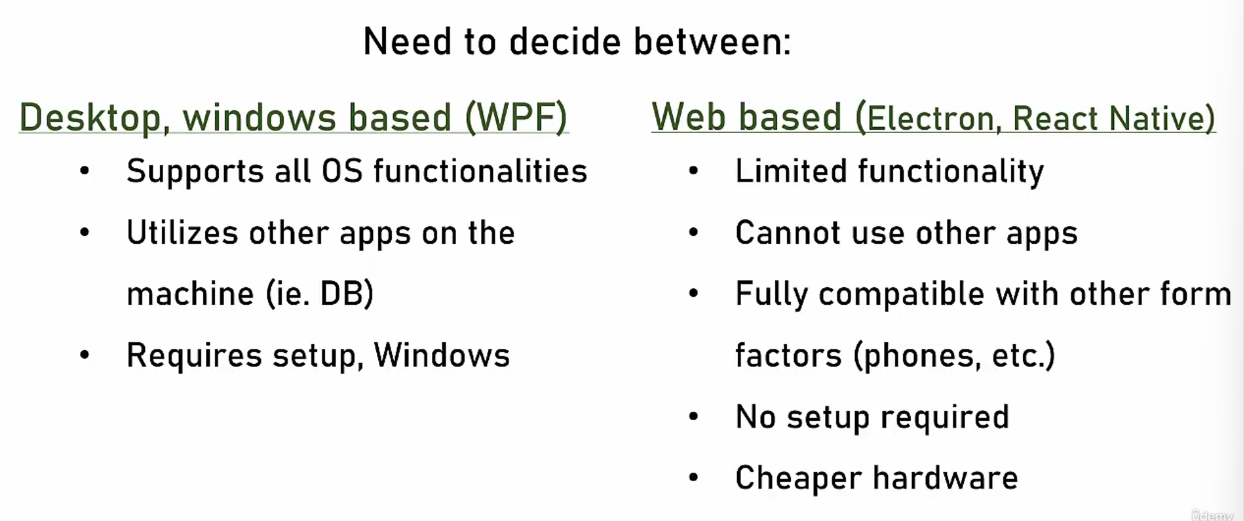 Need to decide between:
Desktop, windows based (WPF)
• Supports all OS functionalities
• Utilizes other apps on the
machine (ie. DB)
• Requires setup, Windows
Web based (Electron, React Native)
• Limited functionality
• Cannot use other apps
• Fully compatible with other form
factors (phones, etc.)
• No setup required
• Cheaper hardware
ûdemy